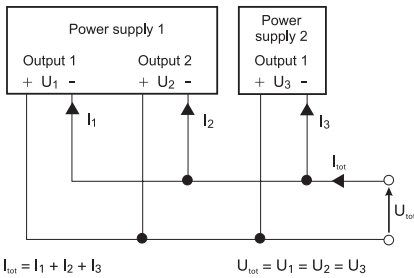 Power supply 1
Power
supply 2
Output 1
Output 2
Output 1
+ U₁ −
+ U₂ −
+ U₃ −
I₁
I₂
I₃
Iₜₒₜ
Uₜₒₜ
Iₜₒₜ = I₁ + I₂ + I₃
Uₜₒₜ = U₁ = U₂ = U₃